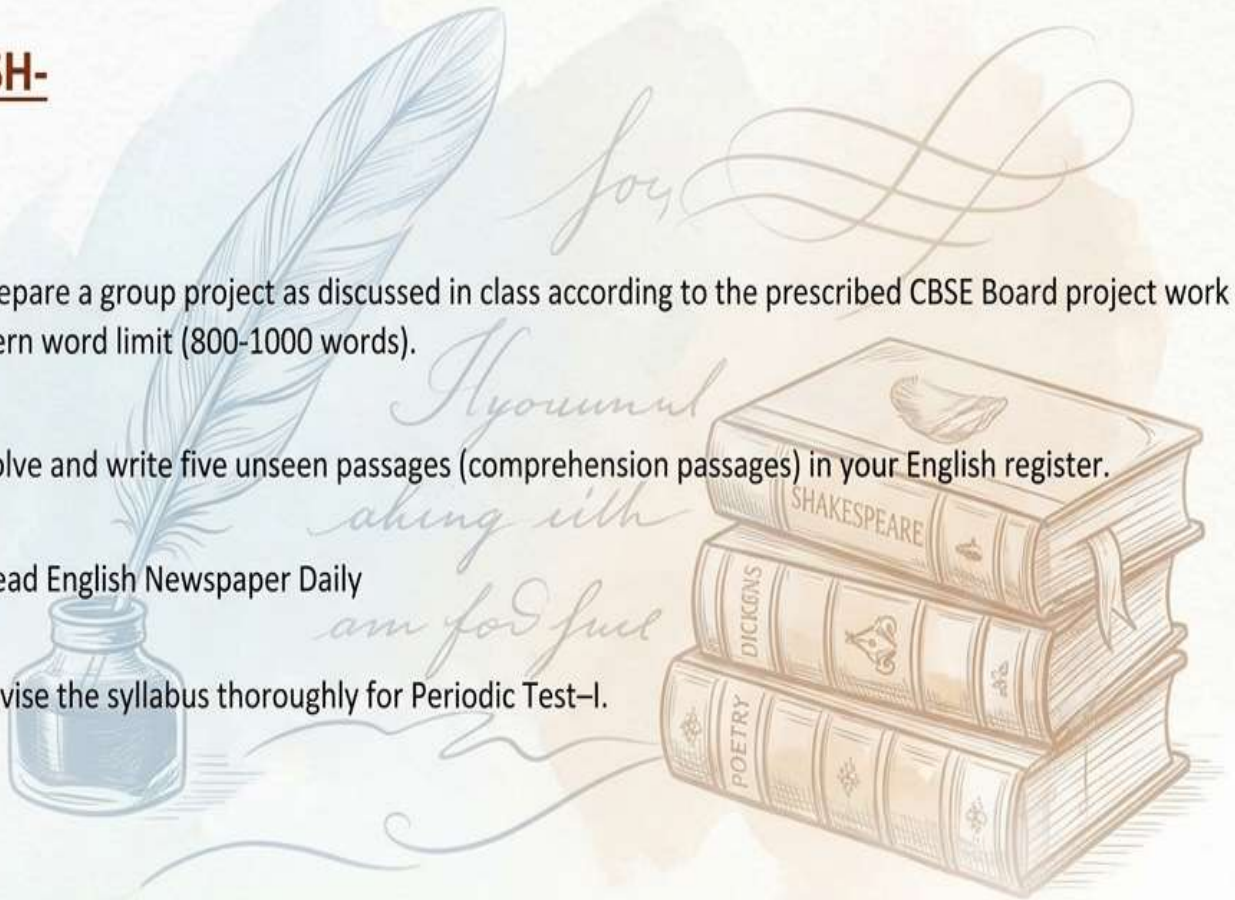 SH-
epare a group project as discussed in class according to the prescribed CBSE Board project work
ern word limit (800-1000 words).
olve and write five unseen passages (comprehension passages) in your English register.
SHAKESPEARE
ead English Newspaper Daily
DICKENS
vise the syllabus thoroughly for Periodic Test–I.
POETRY